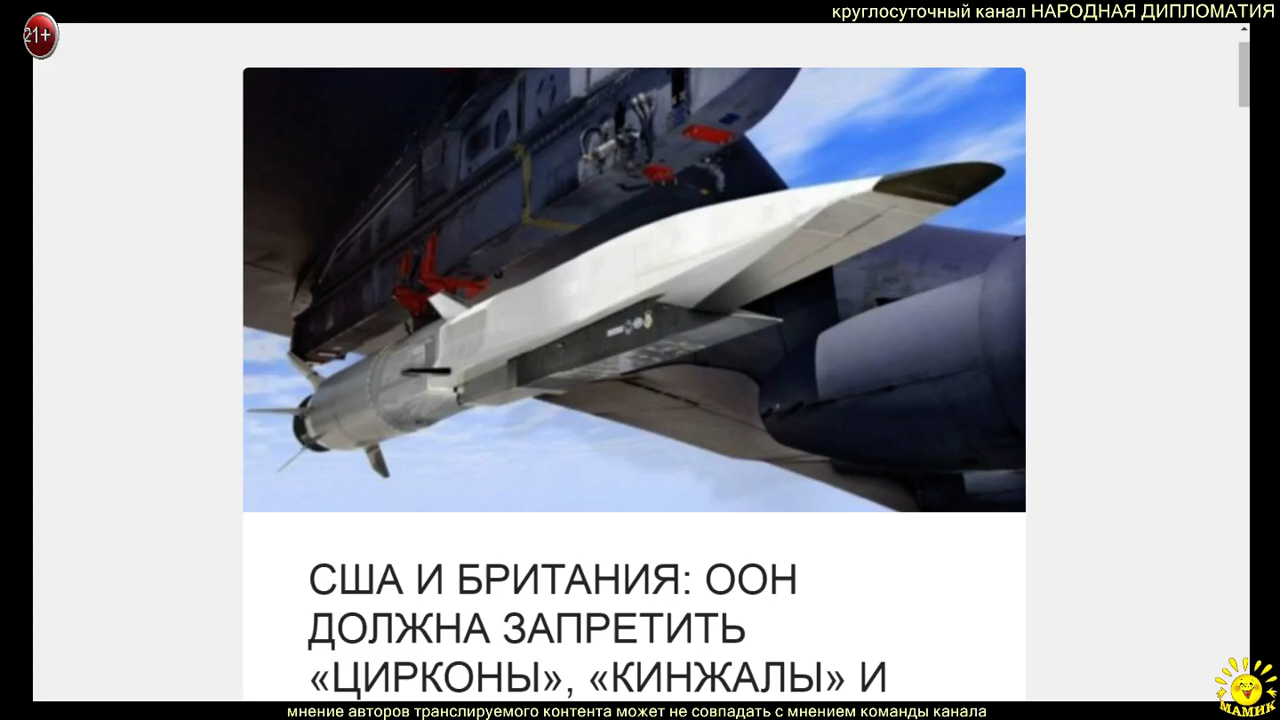 круглосуточный канал НАРОДНАЯ ДИПЛОМАТИЯ
21+
США И БРИТАНИЯ: ООН
ДОЛЖНА ЗАПРЕТИТЬ
«ЦИРКОНЫ», «КИНЖАЛЫ» И
МАМИК
мнение авторов транслируемого контента может не совпадать с мнением команды канала